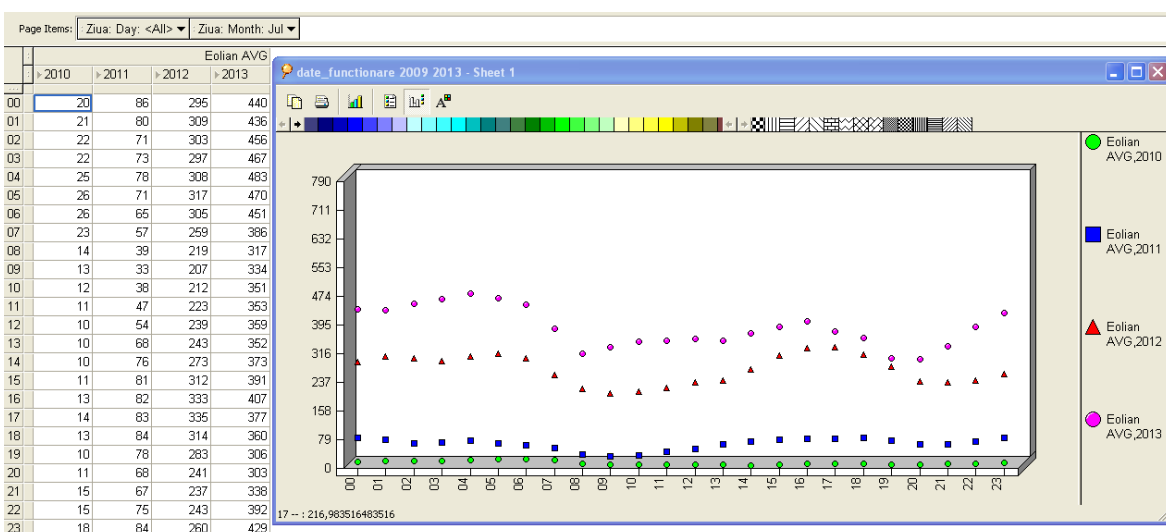 Page Items: Ziua: Day: <All> Ziua: Month: Jul
Eolian AVG
2010 2011 2012 2013
00 20 86 295 440
01 21 80 309 436
02 22 71 303 456
03 22 73 297 467
04 25 78 308 483
05 26 71 317 470
06 26 65 305 451
07 23 57 259 386
08 14 39 219 317
09 13 33 207 334
10 12 38 212 351
11 11 47 223 353
12 10 54 239 359
13 10 68 243 352
14 10 76 273 373
15 11 81 312 391
16 13 82 333 407
17 14 83 335 377
18 13 84 314 360
19 10 78 283 306
20 11 68 241 303
21 15 67 237 338
22 15 75 243 392
23 18 84 260 429
date_functionare 2009 2013 - Sheet 1
A
790
711
632
553
474
395
316
237
158
79
0
00 01 02 03 04 05 06 07 08 09 10 11 12 13 14 15 16 17 18 19 20 21 22 23
Eolian
AVG,2010
Eolian
AVG,2011
Eolian
AVG,2012
Eolian
AVG,2013
17 -- : 216,983516483516